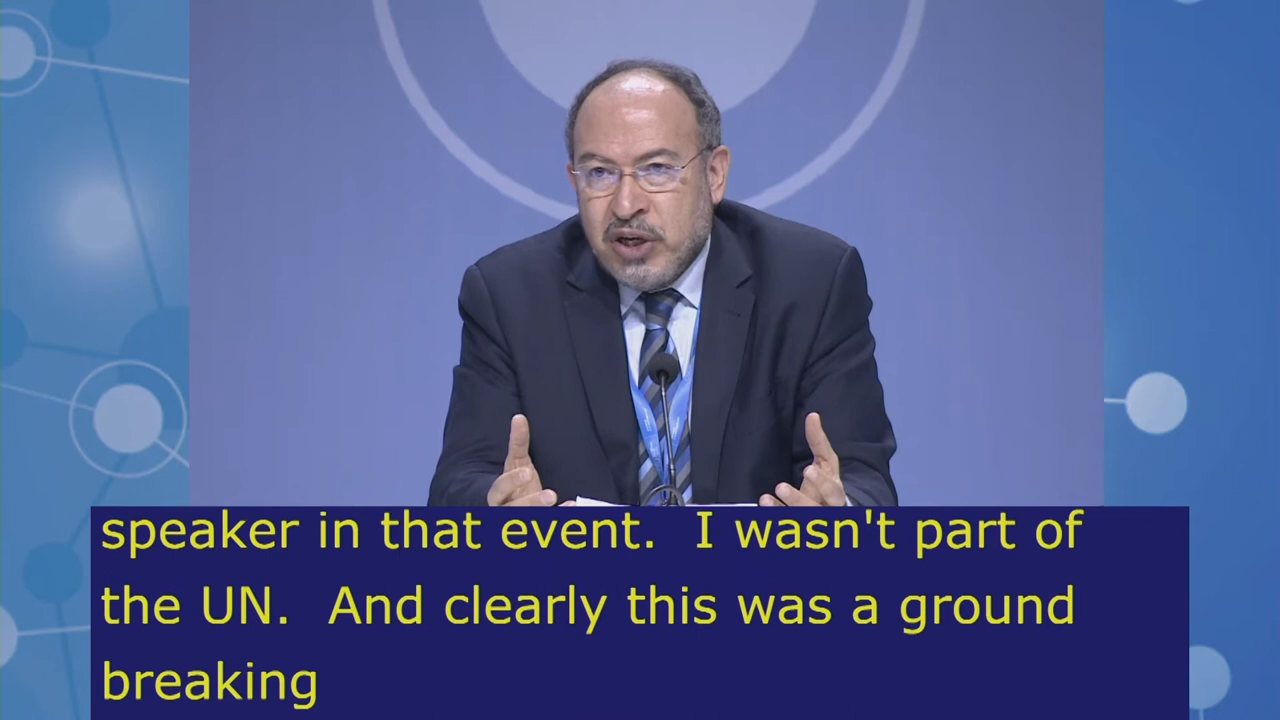 speaker in that event.  I wasn't part of
the UN.  And clearly this was a ground
breaking